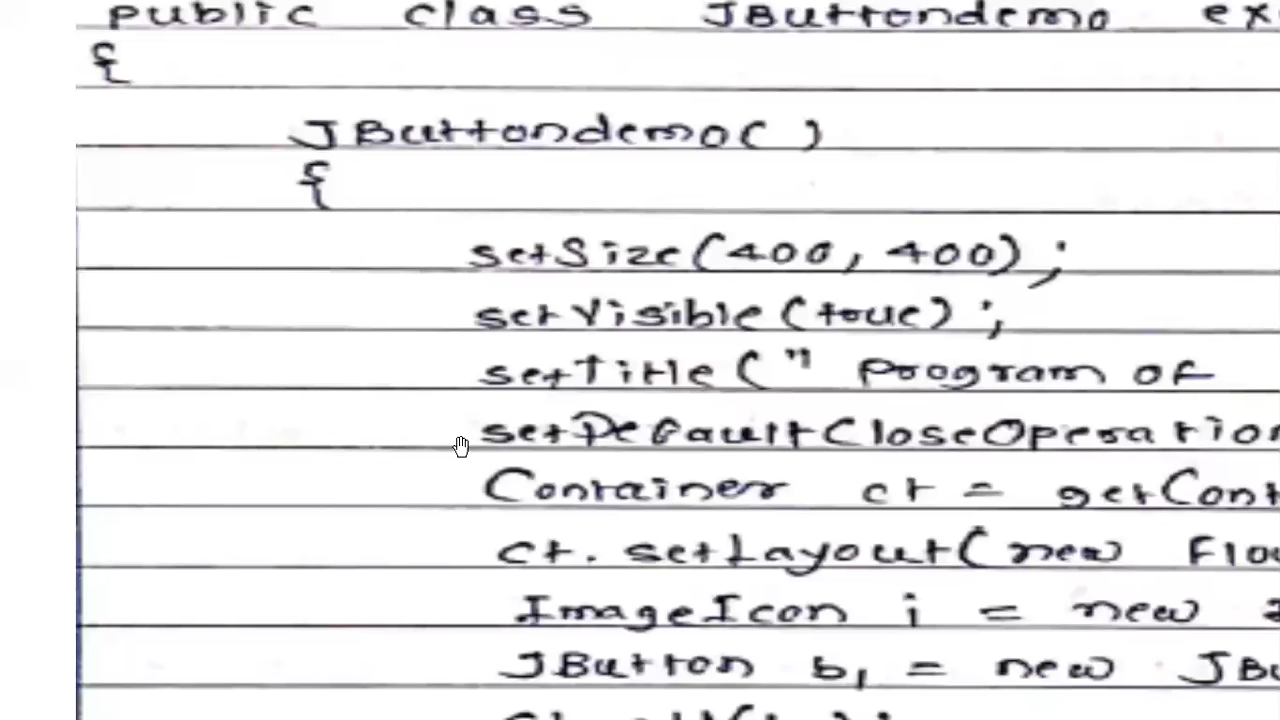 public class JButtondemo ex
{
JButtondemo( )
{
setSize(400, 400);
setVisible(true);
setTitle(" Program of
setDefaultCloseOperation
Container ct = getCont
ct. setLayout(new Flo
ImageIcon i = new
JButton b1 = new JBu